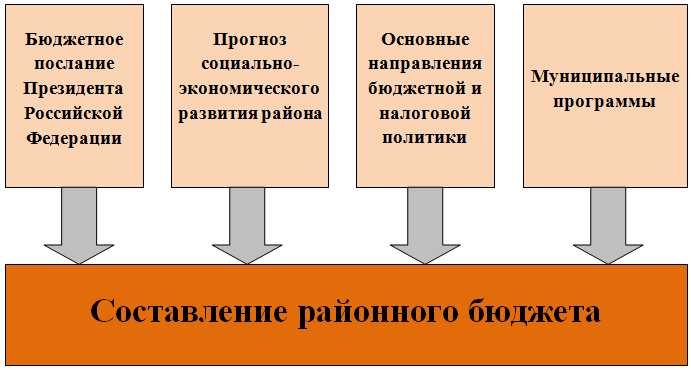 Бюджетное
послание
Президента
Российской
Федерации
Прогноз
социально-
экономического
развития района
Основные
направления
бюджетной и
налоговой
политики
Муниципальные
программы
Составление районного бюджета